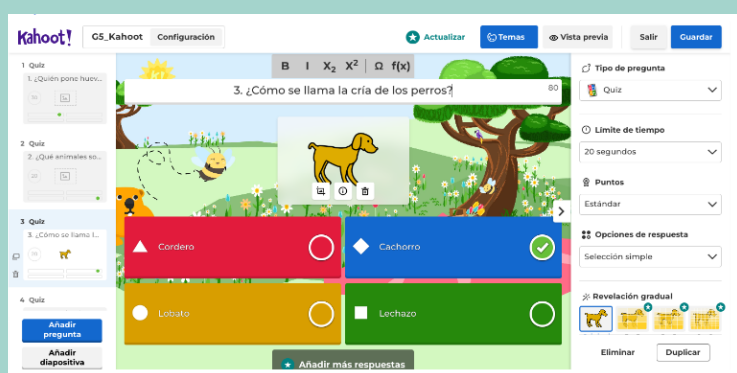 Kahoot!
G5_Kahoot
Configuración
Actualizar
Temas
Vista previa
Salir
Guardar
1 Quiz
1. ¿Quién pone huev...
2 Quiz
2. ¿Qué animales so...
20
3 Quiz
3. ¿Cómo se llama l...
4 Quiz
Añadir
pregunta
Añadir
diapositiva
B I X₂ X² | Ω f(x)
3. ¿Cómo se llama la cría de los perros?
80
Cordero
Cachorro
Lobato
Lechazo
Añadir más respuestas
Tipo de pregunta
Quiz
Límite de tiempo
20 segundos
Puntos
Estándar
Opciones de respuesta
Selección simple
Revelación gradual
Eliminar
Duplicar